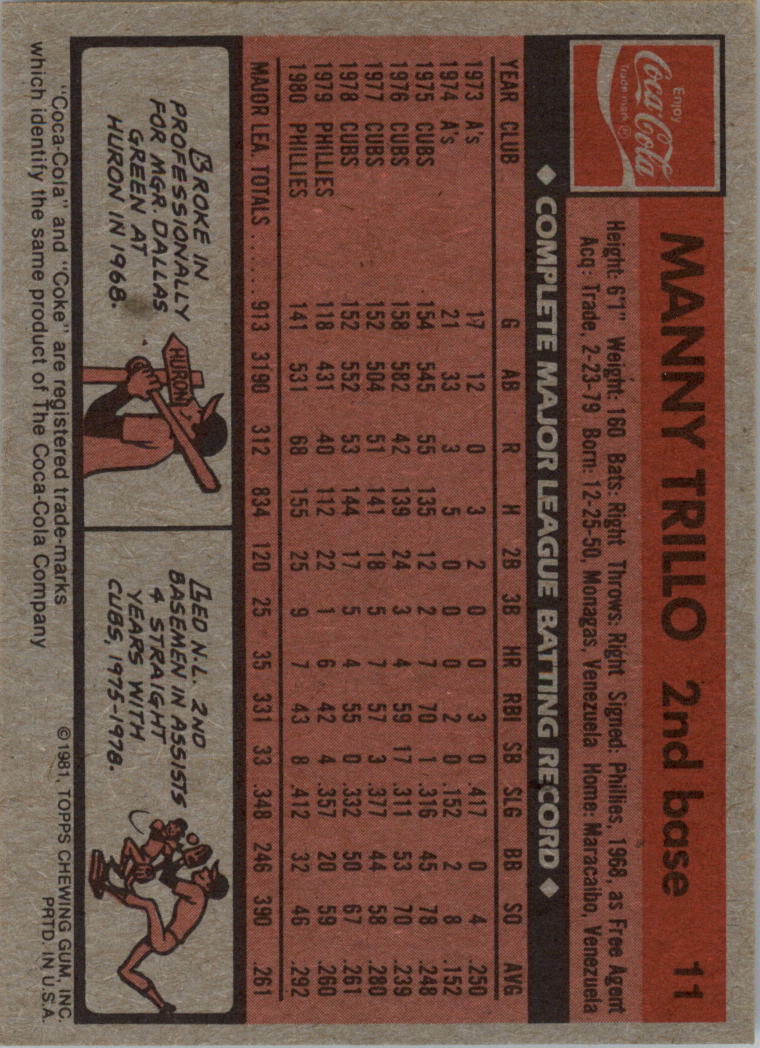 Enjoy
Coca-Cola
Trade mark ®
MANNY TRILLO 2nd base 11
Height: 6'1" Weight: 160 Bats: Right Throws: Right Signed: Phillies, 1968, as Free Agent
Acq: Trade, 2-23-79 Born: 12-25-50, Monagas, Venezuela Home: Maracaibo, Venezuela
◆ COMPLETE MAJOR LEAGUE BATTING RECORD ◆
YEAR CLUB G AB R H 2B 3B HR RBI SB SLG BB SO AVG
1973 A's 17 12 0 3 2 0 0 3 0 .417 0 4 .250
1974 A's 21 33 3 5 0 0 0 2 0 .152 2 8 .152
1975 CUBS 154 545 55 135 12 2 7 70 1 .316 45 78 .248
1976 CUBS 158 582 42 139 24 3 4 59 17 .311 53 70 .239
1977 CUBS 152 504 51 141 18 5 7 57 3 .377 44 58 .280
1978 CUBS 152 552 53 144 17 5 4 55 0 .332 50 67 .261
1979 PHILLIES 118 431 40 112 22 1 6 42 4 .357 20 59 .260
1980 PHILLIES 141 531 68 155 25 9 7 43 8 .412 32 46 .292
MAJOR LEA. TOTALS ...... 913 3190 312 834 120 25 35 331 33 .348 246 390 .261
BROKE IN
PROFESSIONALLY
FOR MGR. DALLAS
GREEN AT
HURON IN 1968.
HURON
LED N.L. 2ND
BASEMEN IN ASSISTS
4 STRAIGHT
YEARS WITH
CUBS, 1975-1978.
"Coca-Cola" and "Coke" are registered trade-marks
which identify the same product of The Coca-Cola Company
©1981, TOPPS CHEWING GUM, INC.
PRTD. IN U.S.A.